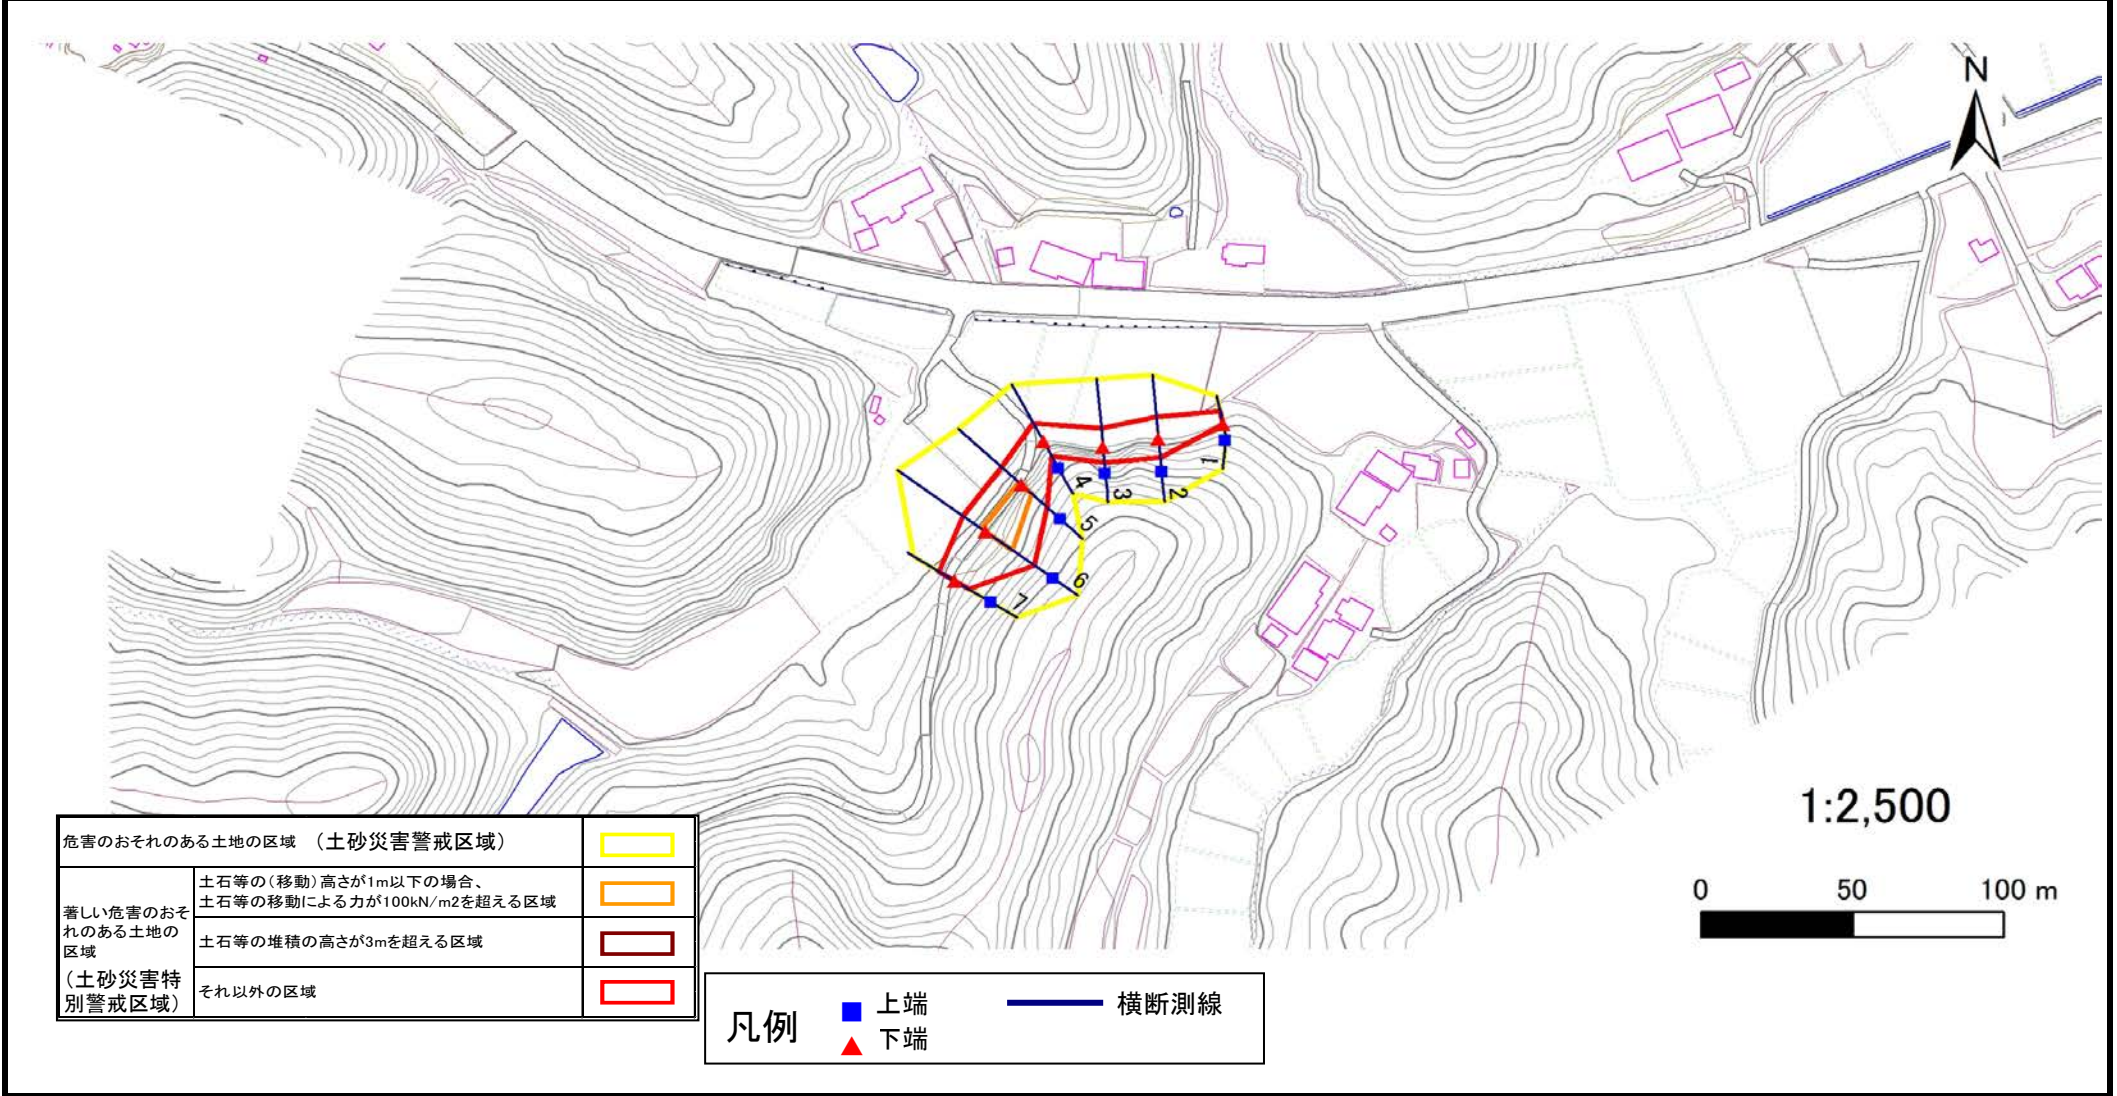 N
1
2
3
4
5
6
7
1:2,500
0 50 100 m
危害のおそれのある土地の区域 （土砂災害警戒区域）
著しい危害のおそ
れのある土地の
区域
（土砂災害特
別警戒区域）
土石等の（移動）高さが1m以下の場合、
土石等の移動による力が100kN/m2を超える区域
土石等の堆積の高さが3mを超える区域
それ以外の区域
凡例
上端
下端
横断測線